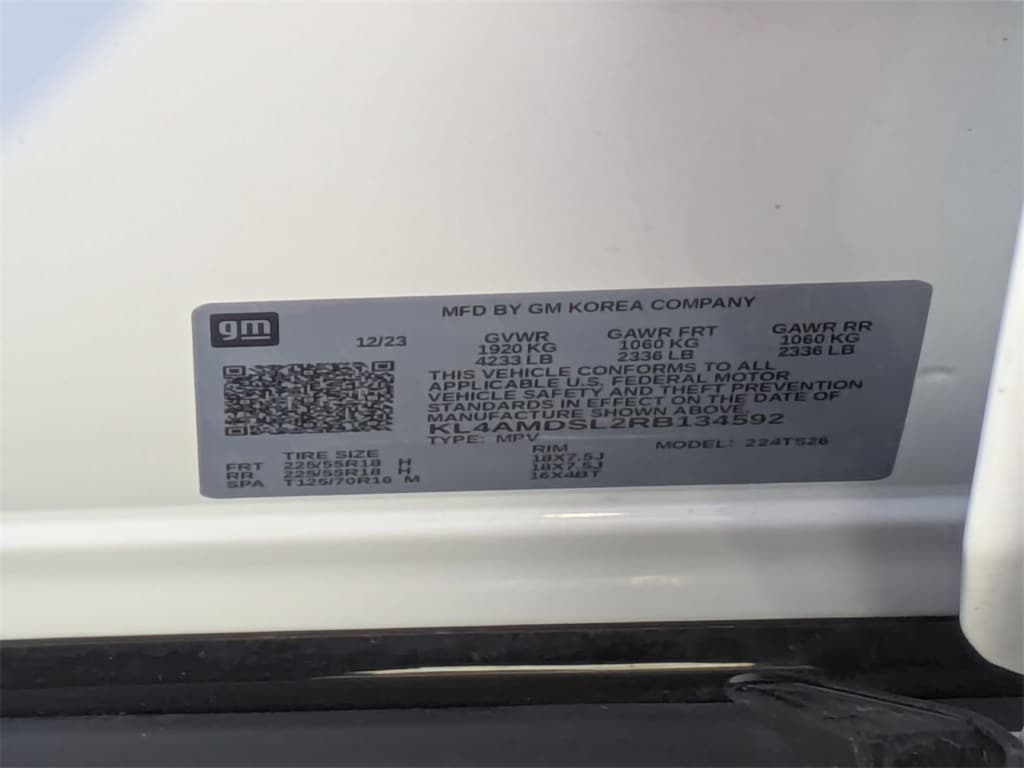 MFD BY GM KOREA COMPANY
gm
12/23
GVWR GAWR FRT GAWR RR
1920 KG 1060 KG 1060 KG
4233 LB 2336 LB 2336 LB
THIS VEHICLE CONFORMS TO ALL
APPLICABLE U.S. FEDERAL MOTOR
VEHICLE SAFETY AND THEFT PREVENTION
STANDARDS IN EFFECT ON THE DATE OF
MANUFACTURE SHOWN ABOVE.
KL4AMDSL2RB134592
TYPE: MPV MODEL: 224TS26
TIRE SIZE RIM
FRT 225/55R18 H 18X7.5J
RR 225/55R18 H 18X7.5J
SPA T125/70R16 M 16X4BT